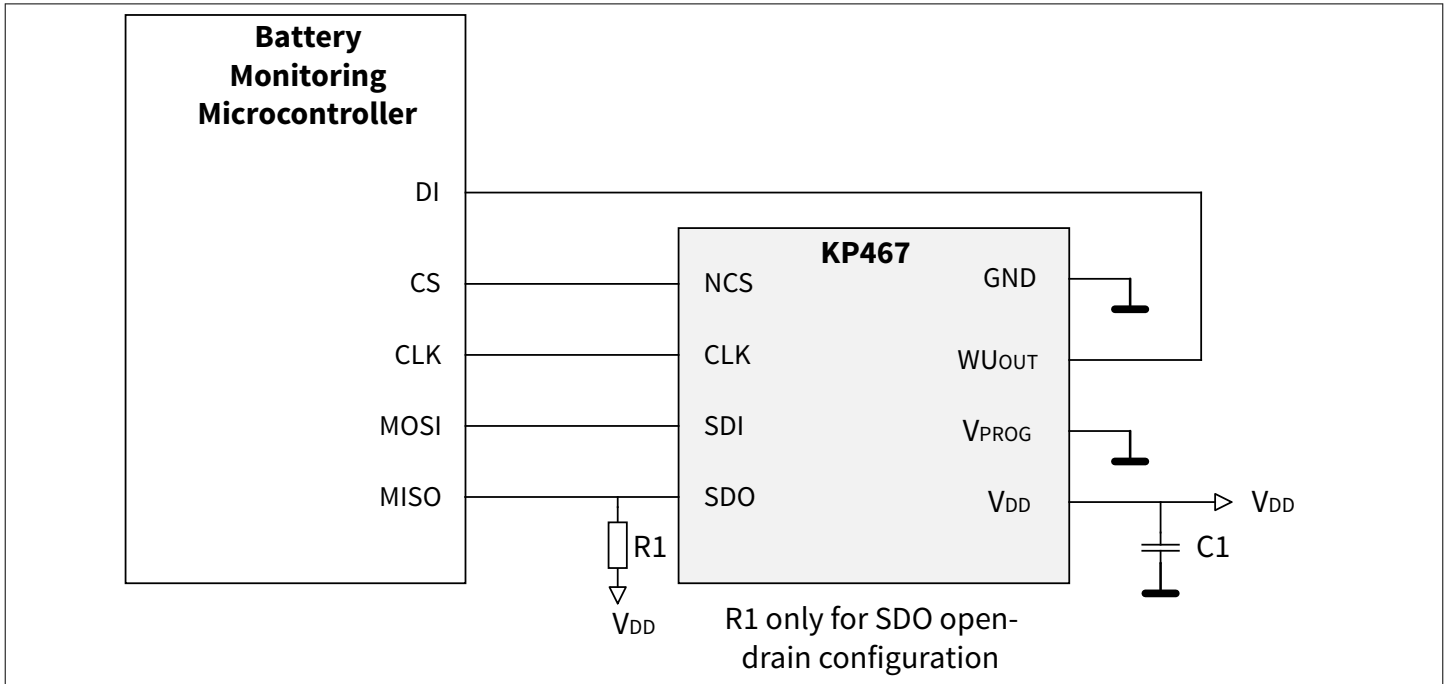 Battery
Monitoring
Microcontroller
DI
CS
CLK
MOSI
MISO
KP467
NCS
CLK
SDI
SDO
GND
WUOUT
VPROG
VDD
R1
VDD
VDD
C1
R1 only for SDO open-
drain configuration